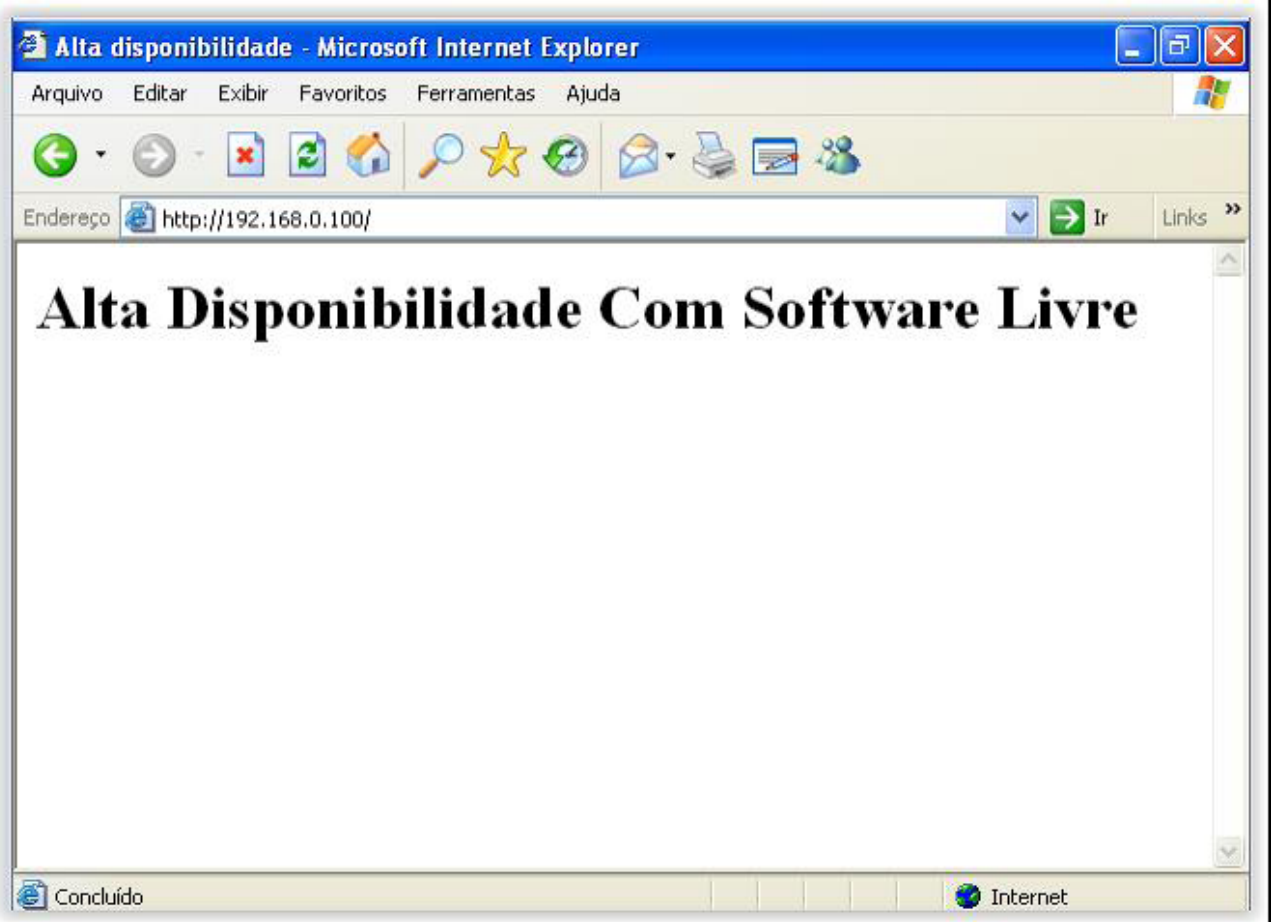 Alta disponibilidade - Microsoft Internet Explorer
Arquivo Editar Exibir Favoritos Ferramentas Ajuda
Endereço http://192.168.0.100/ Ir Links »
Alta Disponibilidade Com Software Livre
Concluído Internet